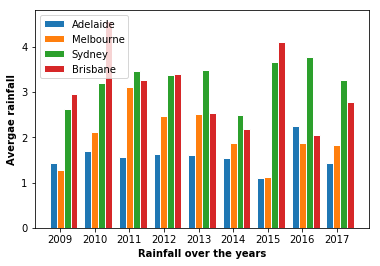 Adelaide
Melbourne
Sydney
Brisbane
Avergae rainfall
4
3
2
1
0
2009 2010 2011 2012 2013 2014 2015 2016 2017
Rainfall over the years